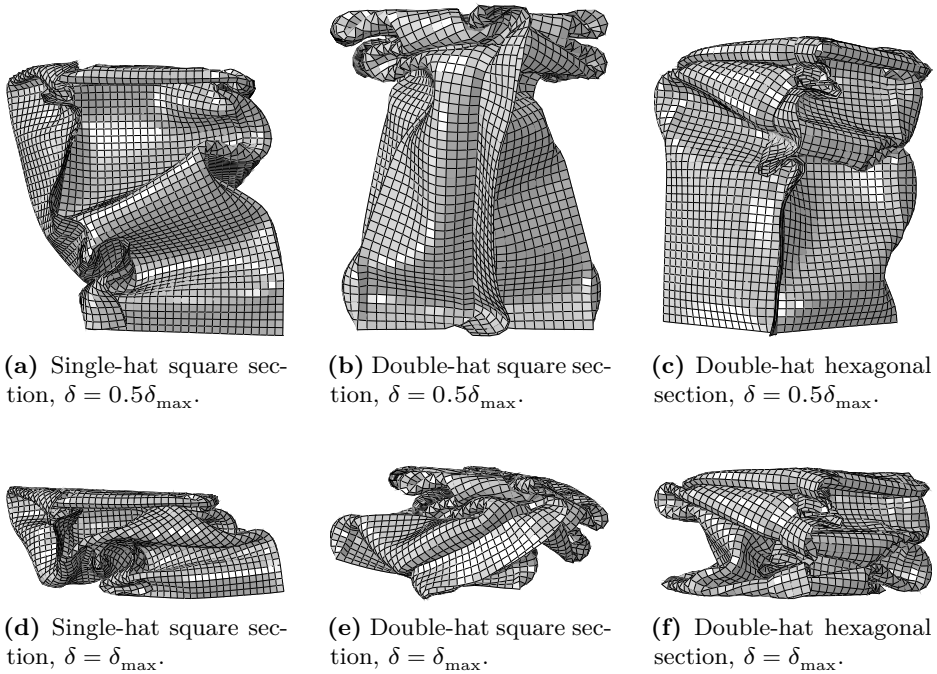 (a) Single-hat square sec-
tion, δ = 0.5δmax.
(b) Double-hat square sec-
tion, δ = 0.5δmax.
(c) Double-hat hexagonal
section, δ = 0.5δmax.
(d) Single-hat square sec-
tion, δ = δmax.
(e) Double-hat square sec-
tion, δ = δmax.
(f) Double-hat hexagonal
section, δ = δmax.